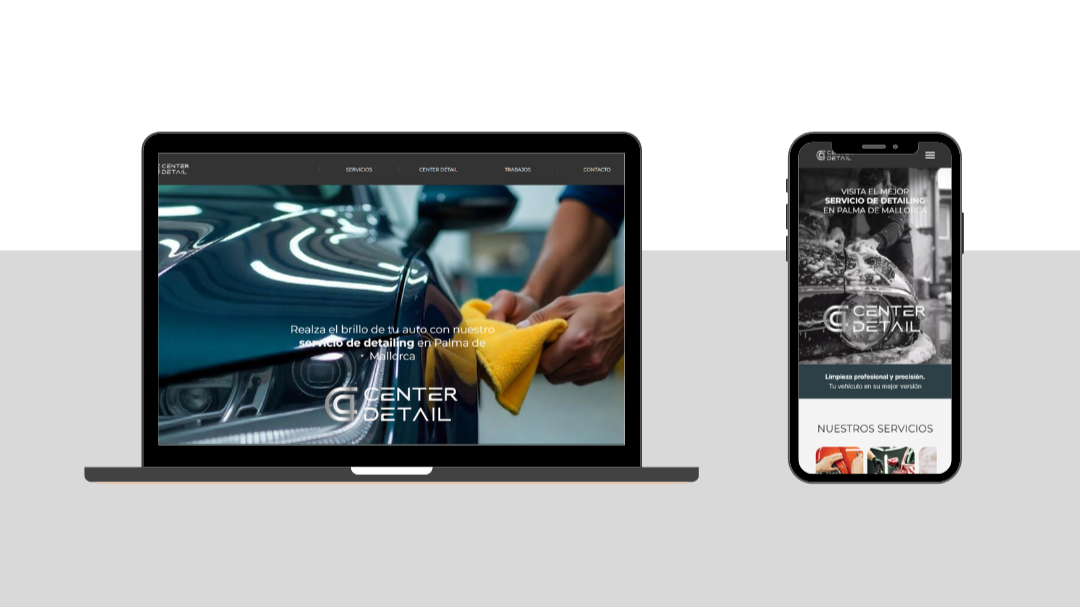 CENTER
DETAIL
SERVICIOS
CENTER DETAIL
TRABAJOS
CONTACTO
Realza el brillo de tu auto con nuestro
servicio de detailing en Palma de
Mallorca
CENTER
DETAIL
CENTER
DETAIL
VISITA EL MEJOR
SERVICIO DE DETAILING
EN PALMA DE MALLORCA
CENTER
DETAIL
Limpieza profesional y precisión,
Tu vehículo en su mejor versión
NUESTROS SERVICIOS